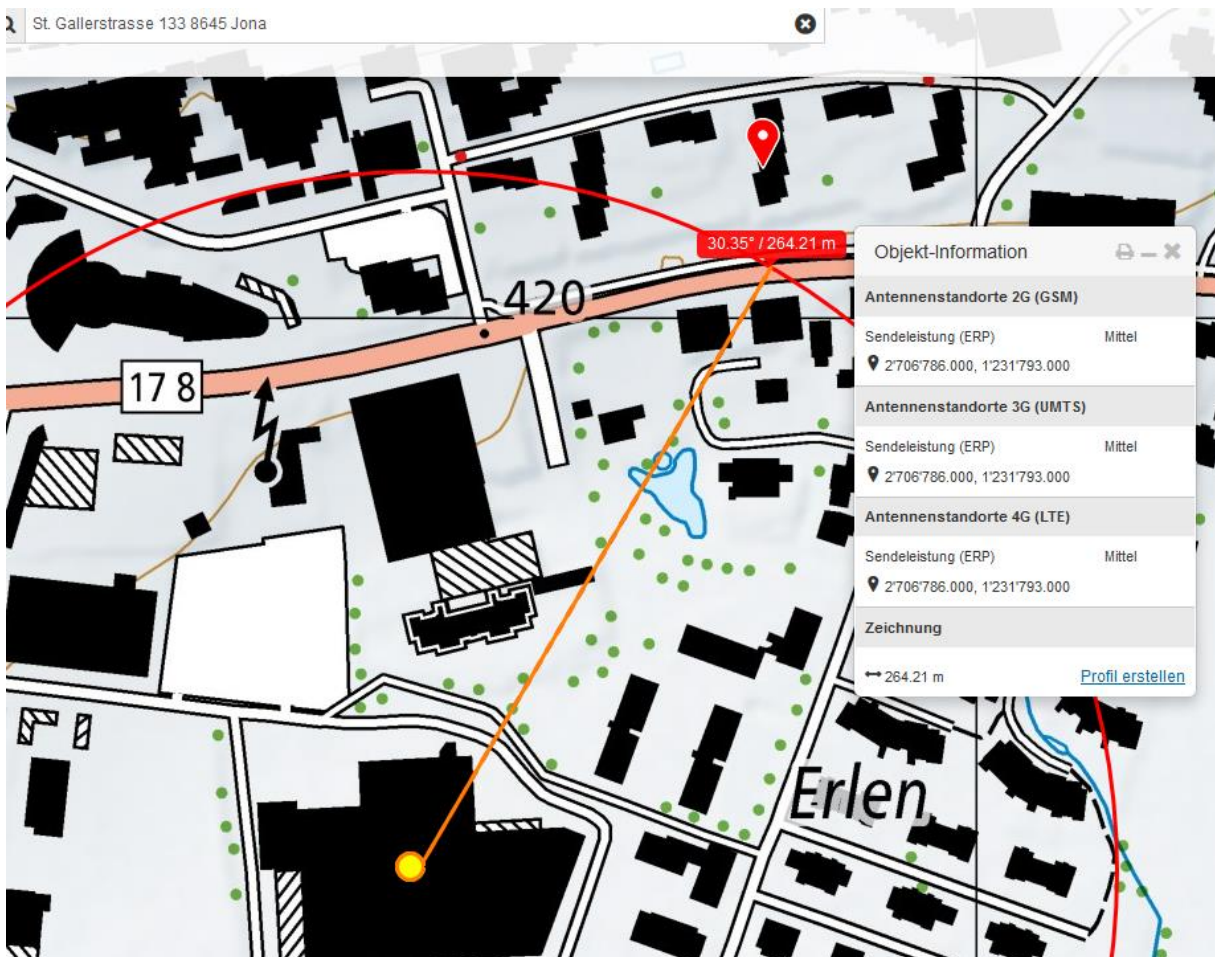 St. Gallerstrasse 133 8645 Jona
30.35° / 264.21 m
420
17 8
Erlen
Objekt-Information
Antennenstandorte 2G (GSM)
Sendeleistung (ERP) Mittel
2'706'786.000, 1'231'793.000
Antennenstandorte 3G (UMTS)
Sendeleistung (ERP) Mittel
2'706'786.000, 1'231'793.000
Antennenstandorte 4G (LTE)
Sendeleistung (ERP) Mittel
2'706'786.000, 1'231'793.000
Zeichnung
264.21 m Profil erstellen